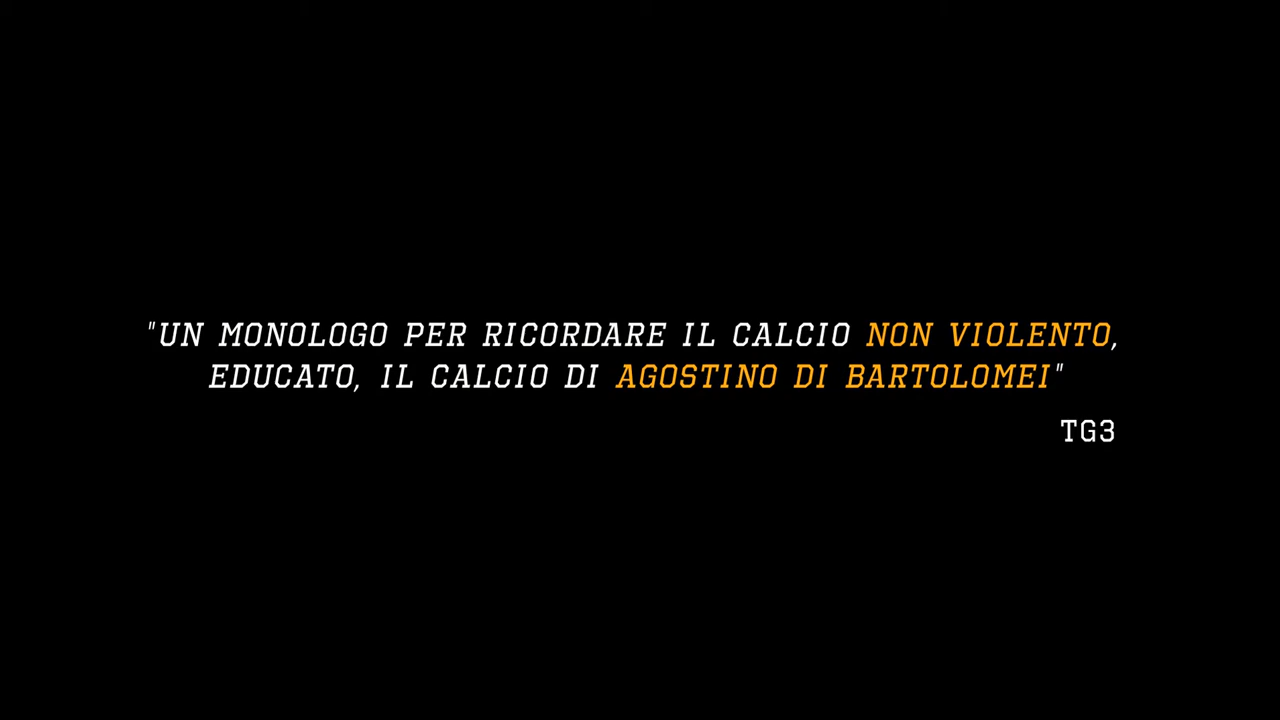 "UN MONOLOGO PER RICORDARE IL CALCIO NON VIOLENTO,
EDUCATO, IL CALCIO DI AGOSTINO DI BARTOLOMEI"
TG3